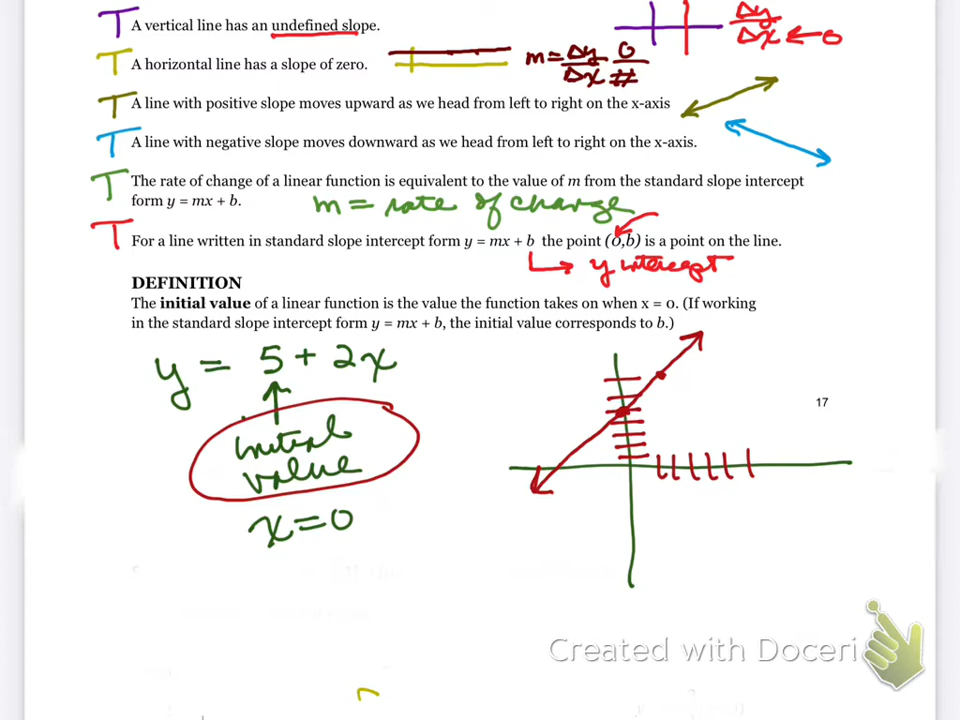 T A vertical line has an undefined slope. Δy
Δx ← 0
T A horizontal line has a slope of zero. m = Δy 0
Δx #
T A line with positive slope moves upward as we head from left to right on the x-axis
T A line with negative slope moves downward as we head from left to right on the x-axis.
T The rate of change of a linear function is equivalent to the value of m from the standard slope intercept
form y = mx + b. m = rate of change
T For a line written in standard slope intercept form y = mx + b the point (0,b) is a point on the line.
y intercept
DEFINITION
The initial value of a linear function is the value the function takes on when x = 0. (If working
in the standard slope intercept form y = mx + b, the initial value corresponds to b.)
y = 5 + 2x
17
initial
value
x = 0
Created with Doceri